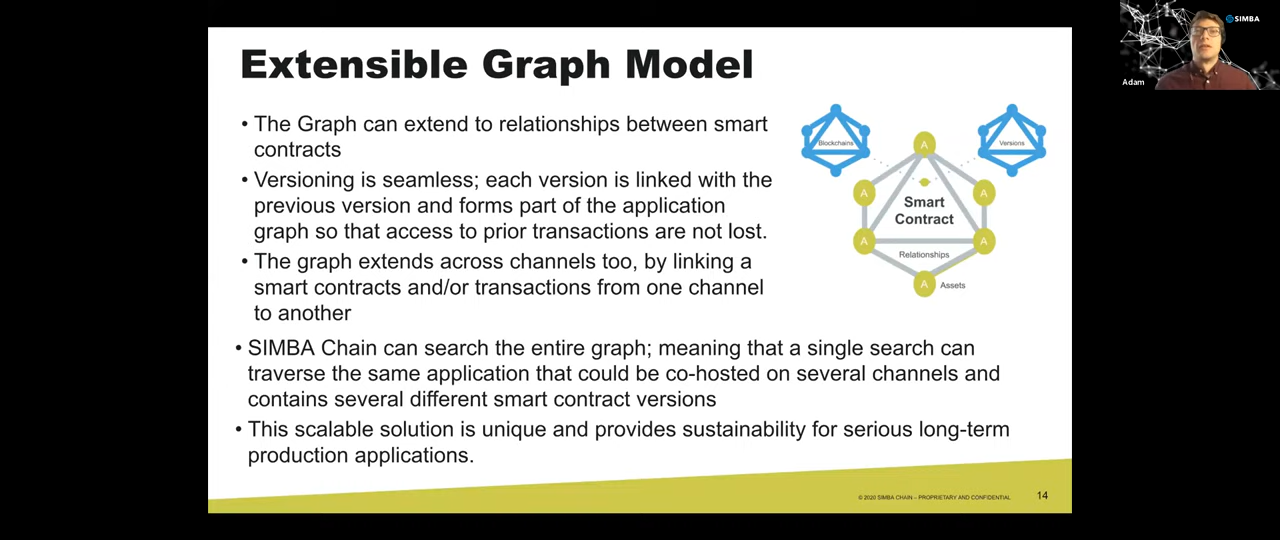 Extensible Graph Model
• The Graph can extend to relationships between smart
contracts
• Versioning is seamless; each version is linked with the
previous version and forms part of the application
graph so that access to prior transactions are not lost.
• The graph extends across channels too, by linking a
smart contracts and/or transactions from one channel
to another
• SIMBA Chain can search the entire graph; meaning that a single search can
traverse the same application that could be co-hosted on several channels and
contains several different smart contract versions
• This scalable solution is unique and provides sustainability for serious long-term
production applications.
Blockchains
Versions
A
A
A
Smart
Contract
A
A
Relationships
A
Assets
© 2020 SIMBA CHAIN – PROPRIETARY AND CONFIDENTIAL
14
SIMBA
Adam